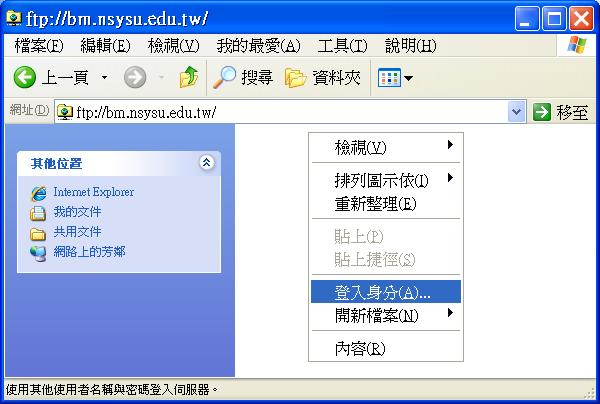 ftp://bm.nsysu.edu.tw/
檔案(F) 編輯(E) 檢視(V) 我的最愛(A) 工具(T) 說明(H)
上一頁 搜尋 資料夾
網址(D) ftp://bm.nsysu.edu.tw/ 移至
其他位置
Internet Explorer
我的文件
共用文件
網路上的芳鄰
檢視(V)
排列圖示依(I)
重新整理(E)
貼上(P)
貼上捷徑(S)
登入身分(A)...
開新檔案(N)
內容(R)
使用其他使用者名稱與密碼登入伺服器。